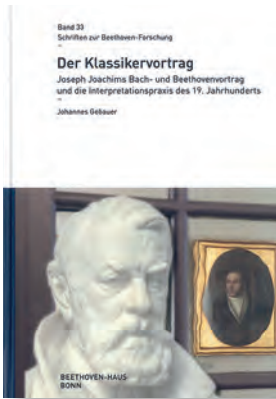 Band 33
Schriften zur Beethoven-Forschung
–
Der Klassikervortrag
Joseph Joachims Bach- und Beethovenvortrag
und die Interpretationspraxis des 19. Jahrhunderts
–
Johannes Gebauer
BEETHOVEN-HAUS
BONN